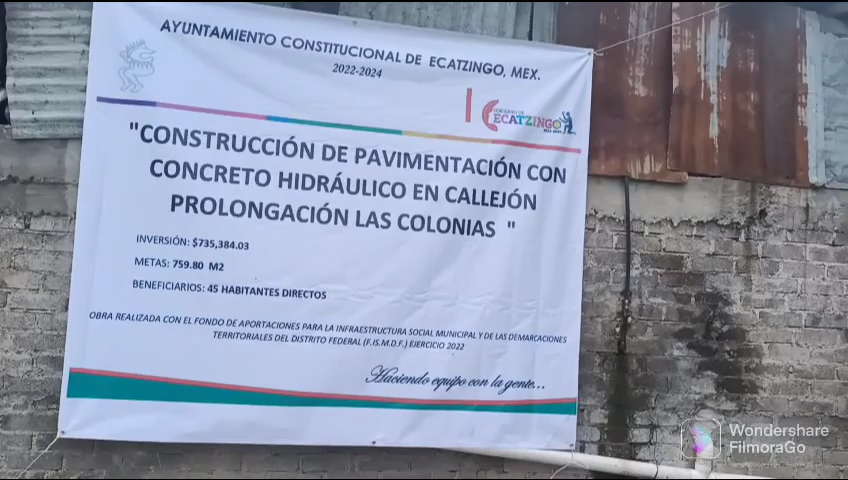 AYUNTAMIENTO CONSTITUCIONAL DE ECATZINGO, MEX.
2022-2024
GOBIERNO DE
ECATZINGO
"CONSTRUCCIÓN DE PAVIMENTACIÓN CON
CONCRETO HIDRÁULICO EN CALLEJÓN
PROLONGACIÓN LAS COLONIAS "
INVERSIÓN: $735,384.03
METAS: 759.80 M2
BENEFICIARIOS: 45 HABITANTES DIRECTOS
OBRA REALIZADA CON EL FONDO DE APORTACIONES PARA LA INFRAESTRUCTURA SOCIAL MUNICIPAL Y DE LAS DEMARCACIONES
TERRITORIALES DEL DISTRITO FEDERAL (F.IS.M.D.F.) EJERCICIO 2022
Haciendo equipo con la gente...
Wondershare
FilmoraGo